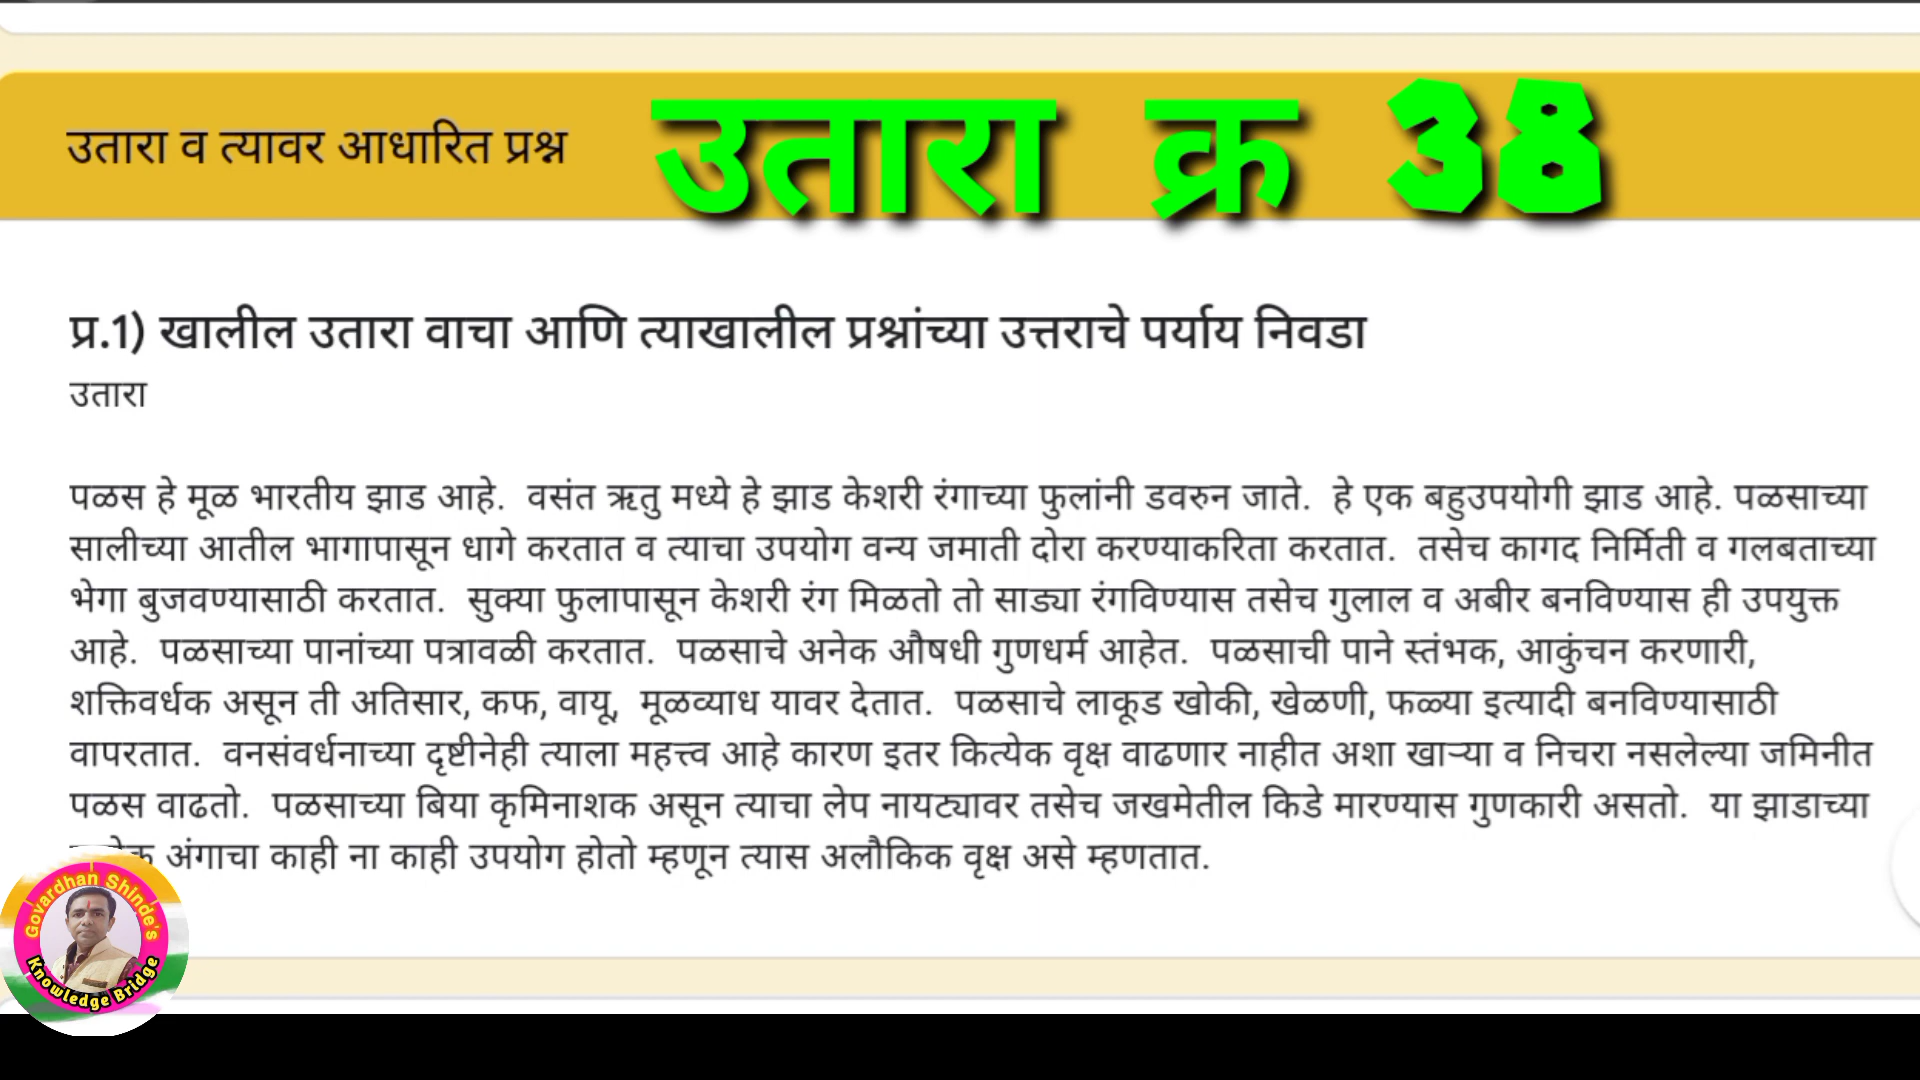 उतारा व त्यावर आधारित प्रश्न
उतारा क्र 38
प्र.1) खालील उतारा वाचा आणि त्याखालील प्रश्नांच्या उत्तराचे पर्याय निवडा
उतारा
पळस हे मूळ भारतीय झाड आहे. वसंत ऋतु मध्ये हे झाड केशरी रंगाच्या फुलांनी डवरुन जाते. हे एक बहुउपयोगी झाड आहे. पळसाच्या
सालीच्या आतील भागापासून धागे करतात व त्याचा उपयोग वन्य जमाती दोरा करण्याकरिता करतात. तसेच कागद निर्मिती व गलबताच्या
भेगा बुजवण्यासाठी करतात. सुक्या फुलापासून केशरी रंग मिळतो तो साड्या रंगविण्यास तसेच गुलाल व अबीर बनविण्यास ही उपयुक्त
आहे. पळसाच्या पानांच्या पत्रावळी करतात. पळसाचे अनेक औषधी गुणधर्म आहेत. पळसाची पाने स्तंभक, आकुंचन करणारी,
शक्तिवर्धक असून ती अतिसार, कफ, वायू, मूळव्याध यावर देतात. पळसाचे लाकूड खोकी, खेळणी, फळ्या इत्यादी बनविण्यासाठी
वापरतात. वनसंवर्धनाच्या दृष्टीनेही त्याला महत्त्व आहे कारण इतर कित्येक वृक्ष वाढणार नाहीत अशा खाऱ्या व निचरा नसलेल्या जमिनीत
पळस वाढतो. पळसाच्या बिया कृमिनाशक असून त्याचा लेप नायट्यावर तसेच जखमेतील किडे मारण्यास गुणकारी असतो. या झाडाच्या
अंगाचा काही ना काही उपयोग होतो म्हणून त्यास अलौकिक वृक्ष असे म्हणतात.
Govardhan Shinde's
Knowledge Bridge